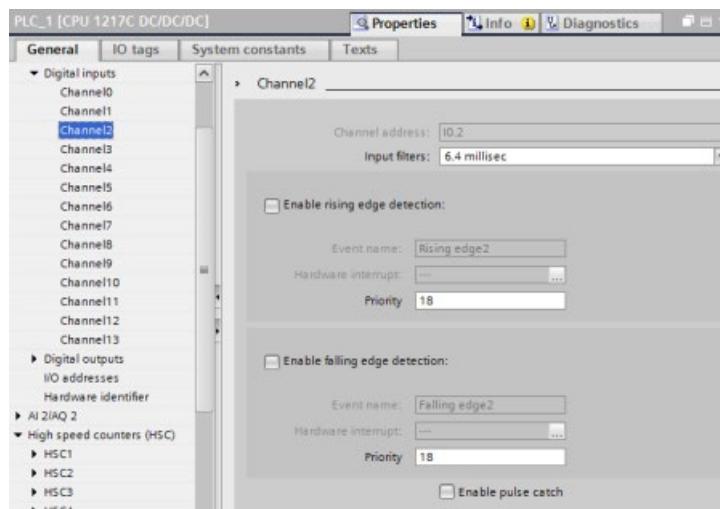 PLC_1 [CPU 1217C DC/DC/DC]
Properties
Info
Diagnostics
General
IO tags
System constants
Texts
Digital inputs
Channel0
Channel1
Channel2
Channel3
Channel4
Channel5
Channel6
Channel7
Channel8
Channel9
Channel10
Channel11
Channel12
Channel13
Digital outputs
I/O addresses
Hardware identifier
AI 2/AQ 2
High speed counters (HSC)
HSC1
HSC2
HSC3
Channel2
Channel address: I0.2
Input filters: 6.4 millisec
Enable rising edge detection:
Event name: Rising edge2
Hardware interrupt: ---
...
Priority 18
Enable falling edge detection:
Event name: Falling edge2
Hardware interrupt: ---
...
Priority 18
Enable pulse catch